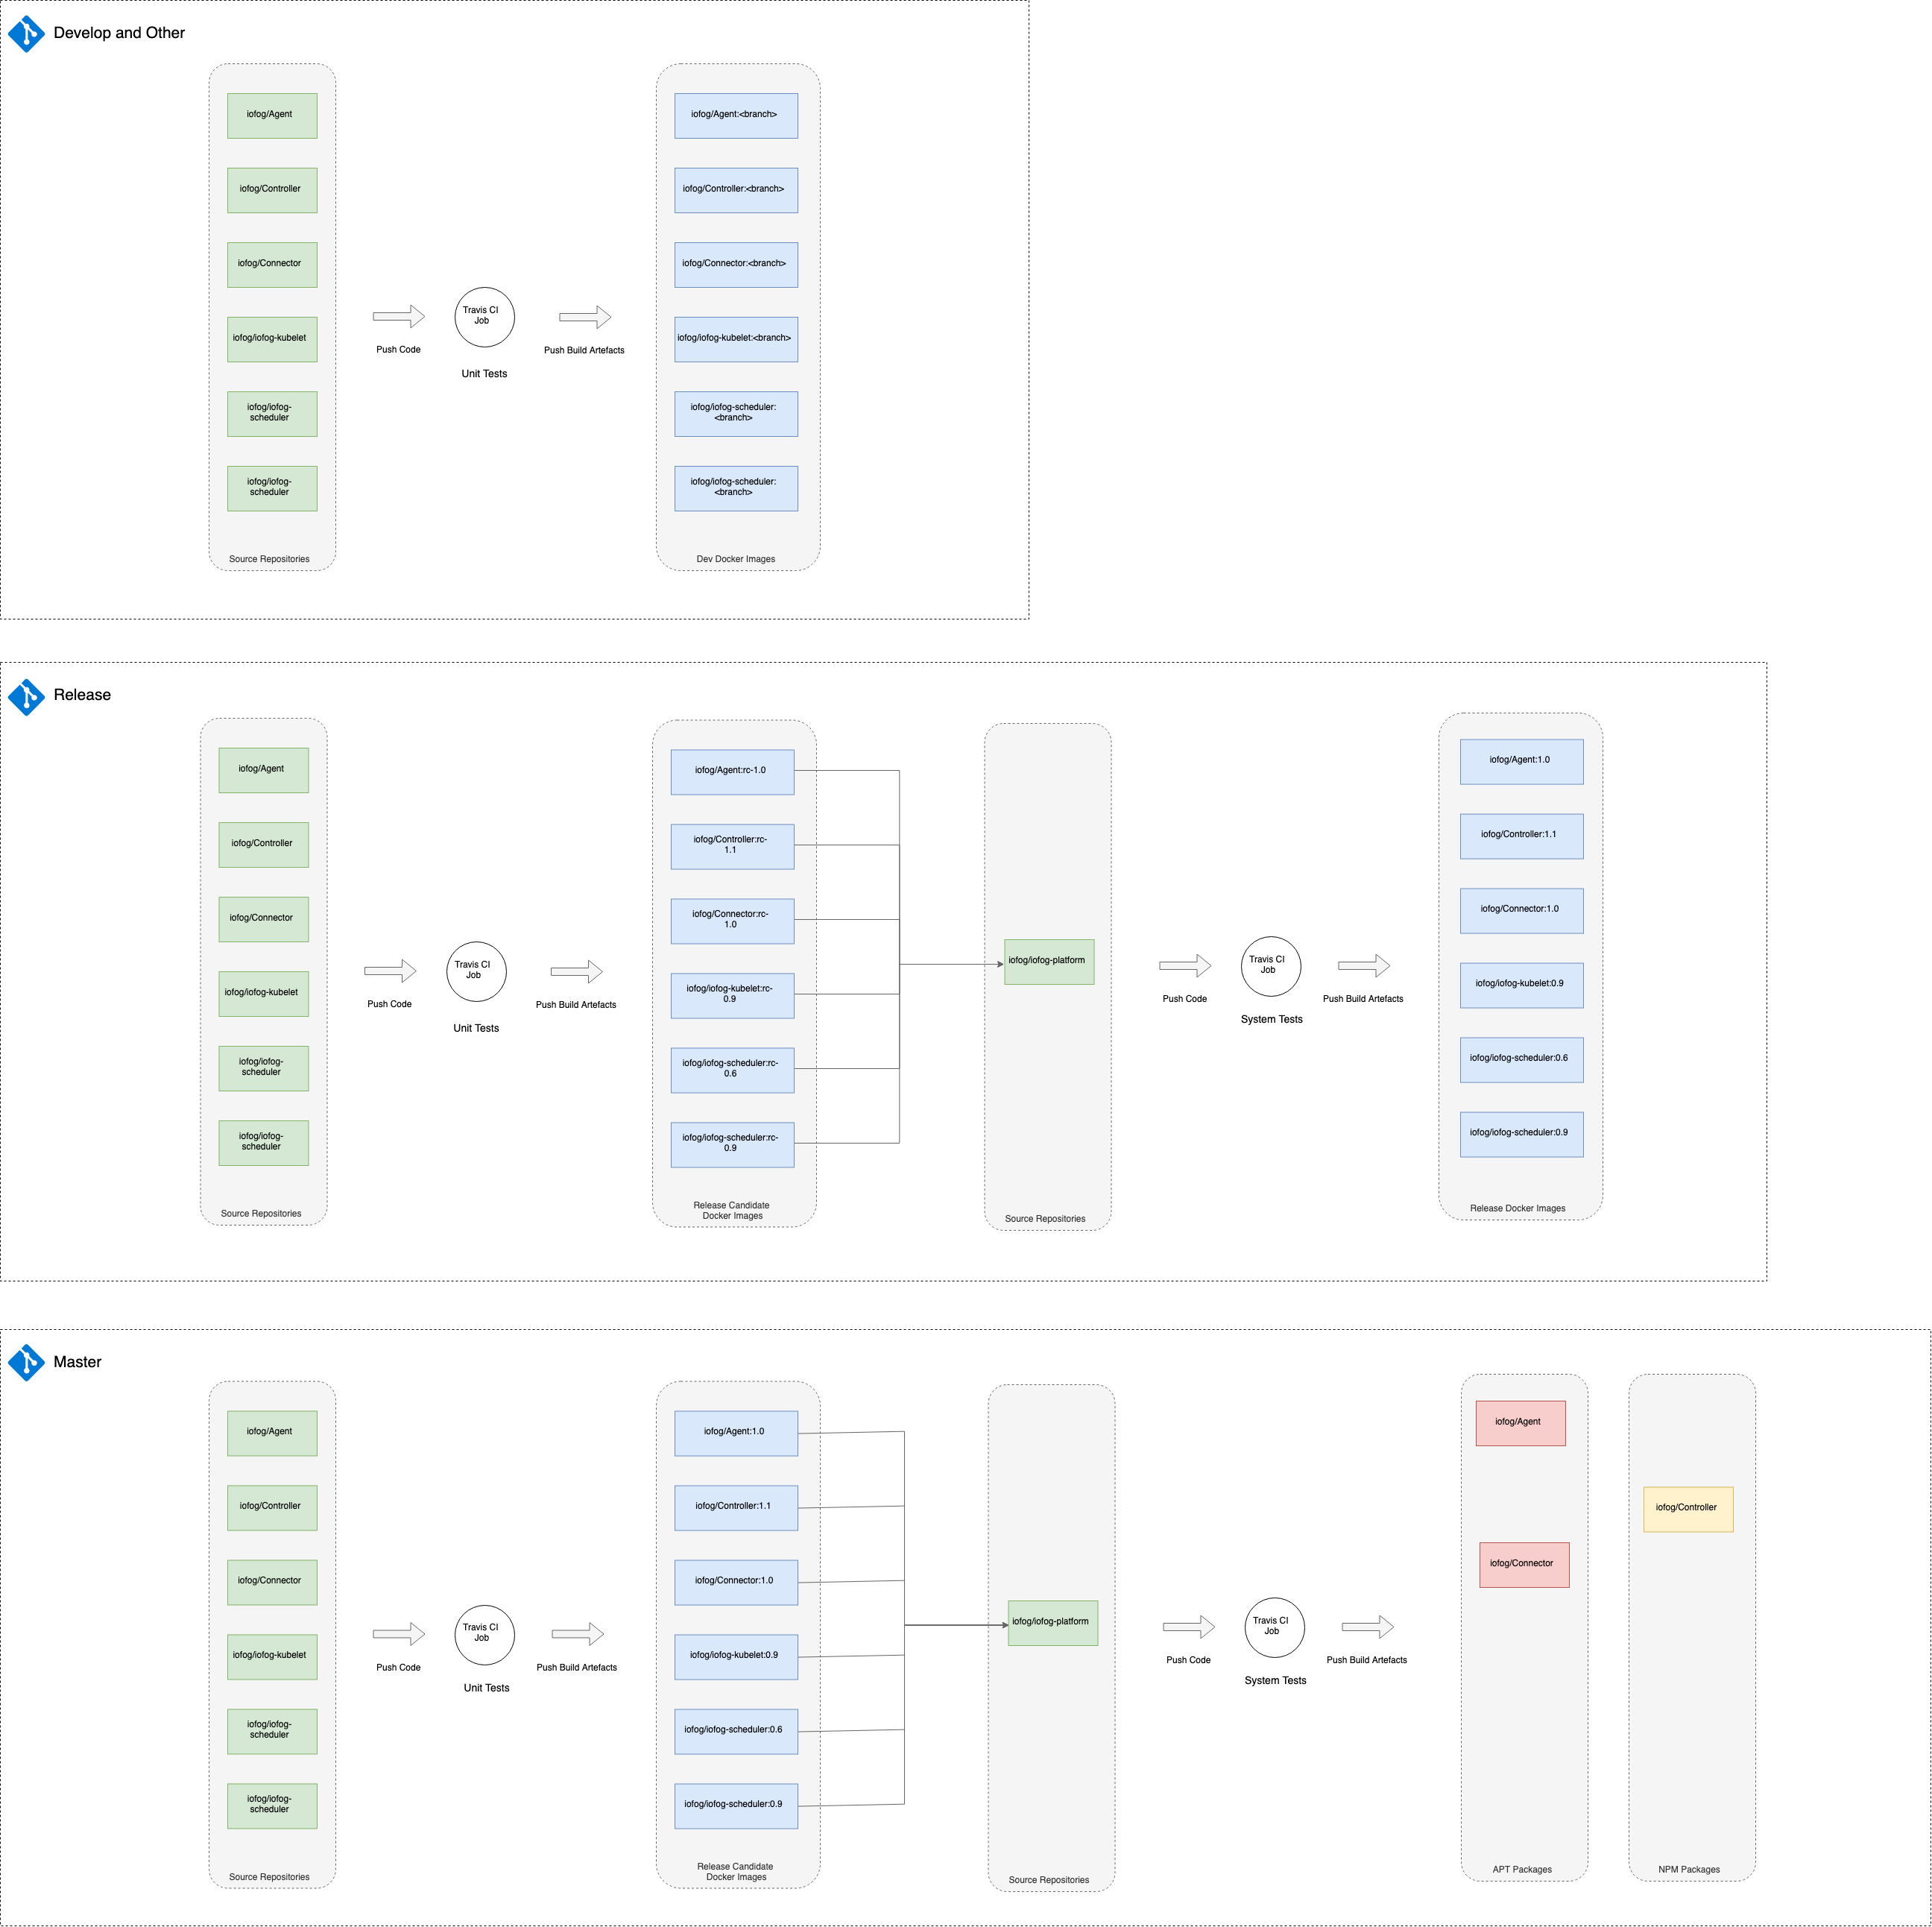 Develop and Other
iofog/Agent
iofog/Controller
iofog/Connector
iofog/iofog-kubelet
iofog/iofog-
scheduler
iofog/iofog-
scheduler
Source Repositories
Push Code
Travis CI
Job
Unit Tests
Push Build Artefacts
iofog/Agent:<branch>
iofog/Controller:<branch>
iofog/Connector:<branch>
iofog/iofog-kubelet:<branch>
iofog/iofog-scheduler:
<branch>
iofog/iofog-scheduler:
<branch>
Dev Docker Images
Release
iofog/Agent
iofog/Controller
iofog/Connector
iofog/iofog-kubelet
iofog/iofog-
scheduler
iofog/iofog-
scheduler
Source Repositories
Push Code
Travis CI
Job
Unit Tests
Push Build Artefacts
iofog/Agent:rc-1.0
iofog/Controller:rc-
1.1
iofog/Connector:rc-
1.0
iofog/iofog-kubelet:rc-
0.9
iofog/iofog-scheduler:rc-
0.6
iofog/iofog-scheduler:rc-
0.9
Release Candidate
Docker Images
iofog/iofog-platform
Source Repositories
Push Code
Travis CI
Job
System Tests
Push Build Artefacts
iofog/Agent:1.0
iofog/Controller:1.1
iofog/Connector:1.0
iofog/iofog-kubelet:0.9
iofog/iofog-scheduler:0.6
iofog/iofog-scheduler:0.9
Release Docker Images
Master
iofog/Agent
iofog/Controller
iofog/Connector
iofog/iofog-kubelet
iofog/iofog-
scheduler
iofog/iofog-
scheduler
Source Repositories
Push Code
Travis CI
Job
Unit Tests
Push Build Artefacts
iofog/Agent:1.0
iofog/Controller:1.1
iofog/Connector:1.0
iofog/iofog-kubelet:0.9
iofog/iofog-scheduler:0.6
iofog/iofog-scheduler:0.9
Release Candidate
Docker Images
iofog/iofog-platform
Source Repositories
Push Code
Travis CI
Job
System Tests
Push Build Artefacts
iofog/Agent
iofog/Connector
APT Packages
iofog/Controller
NPM Packages